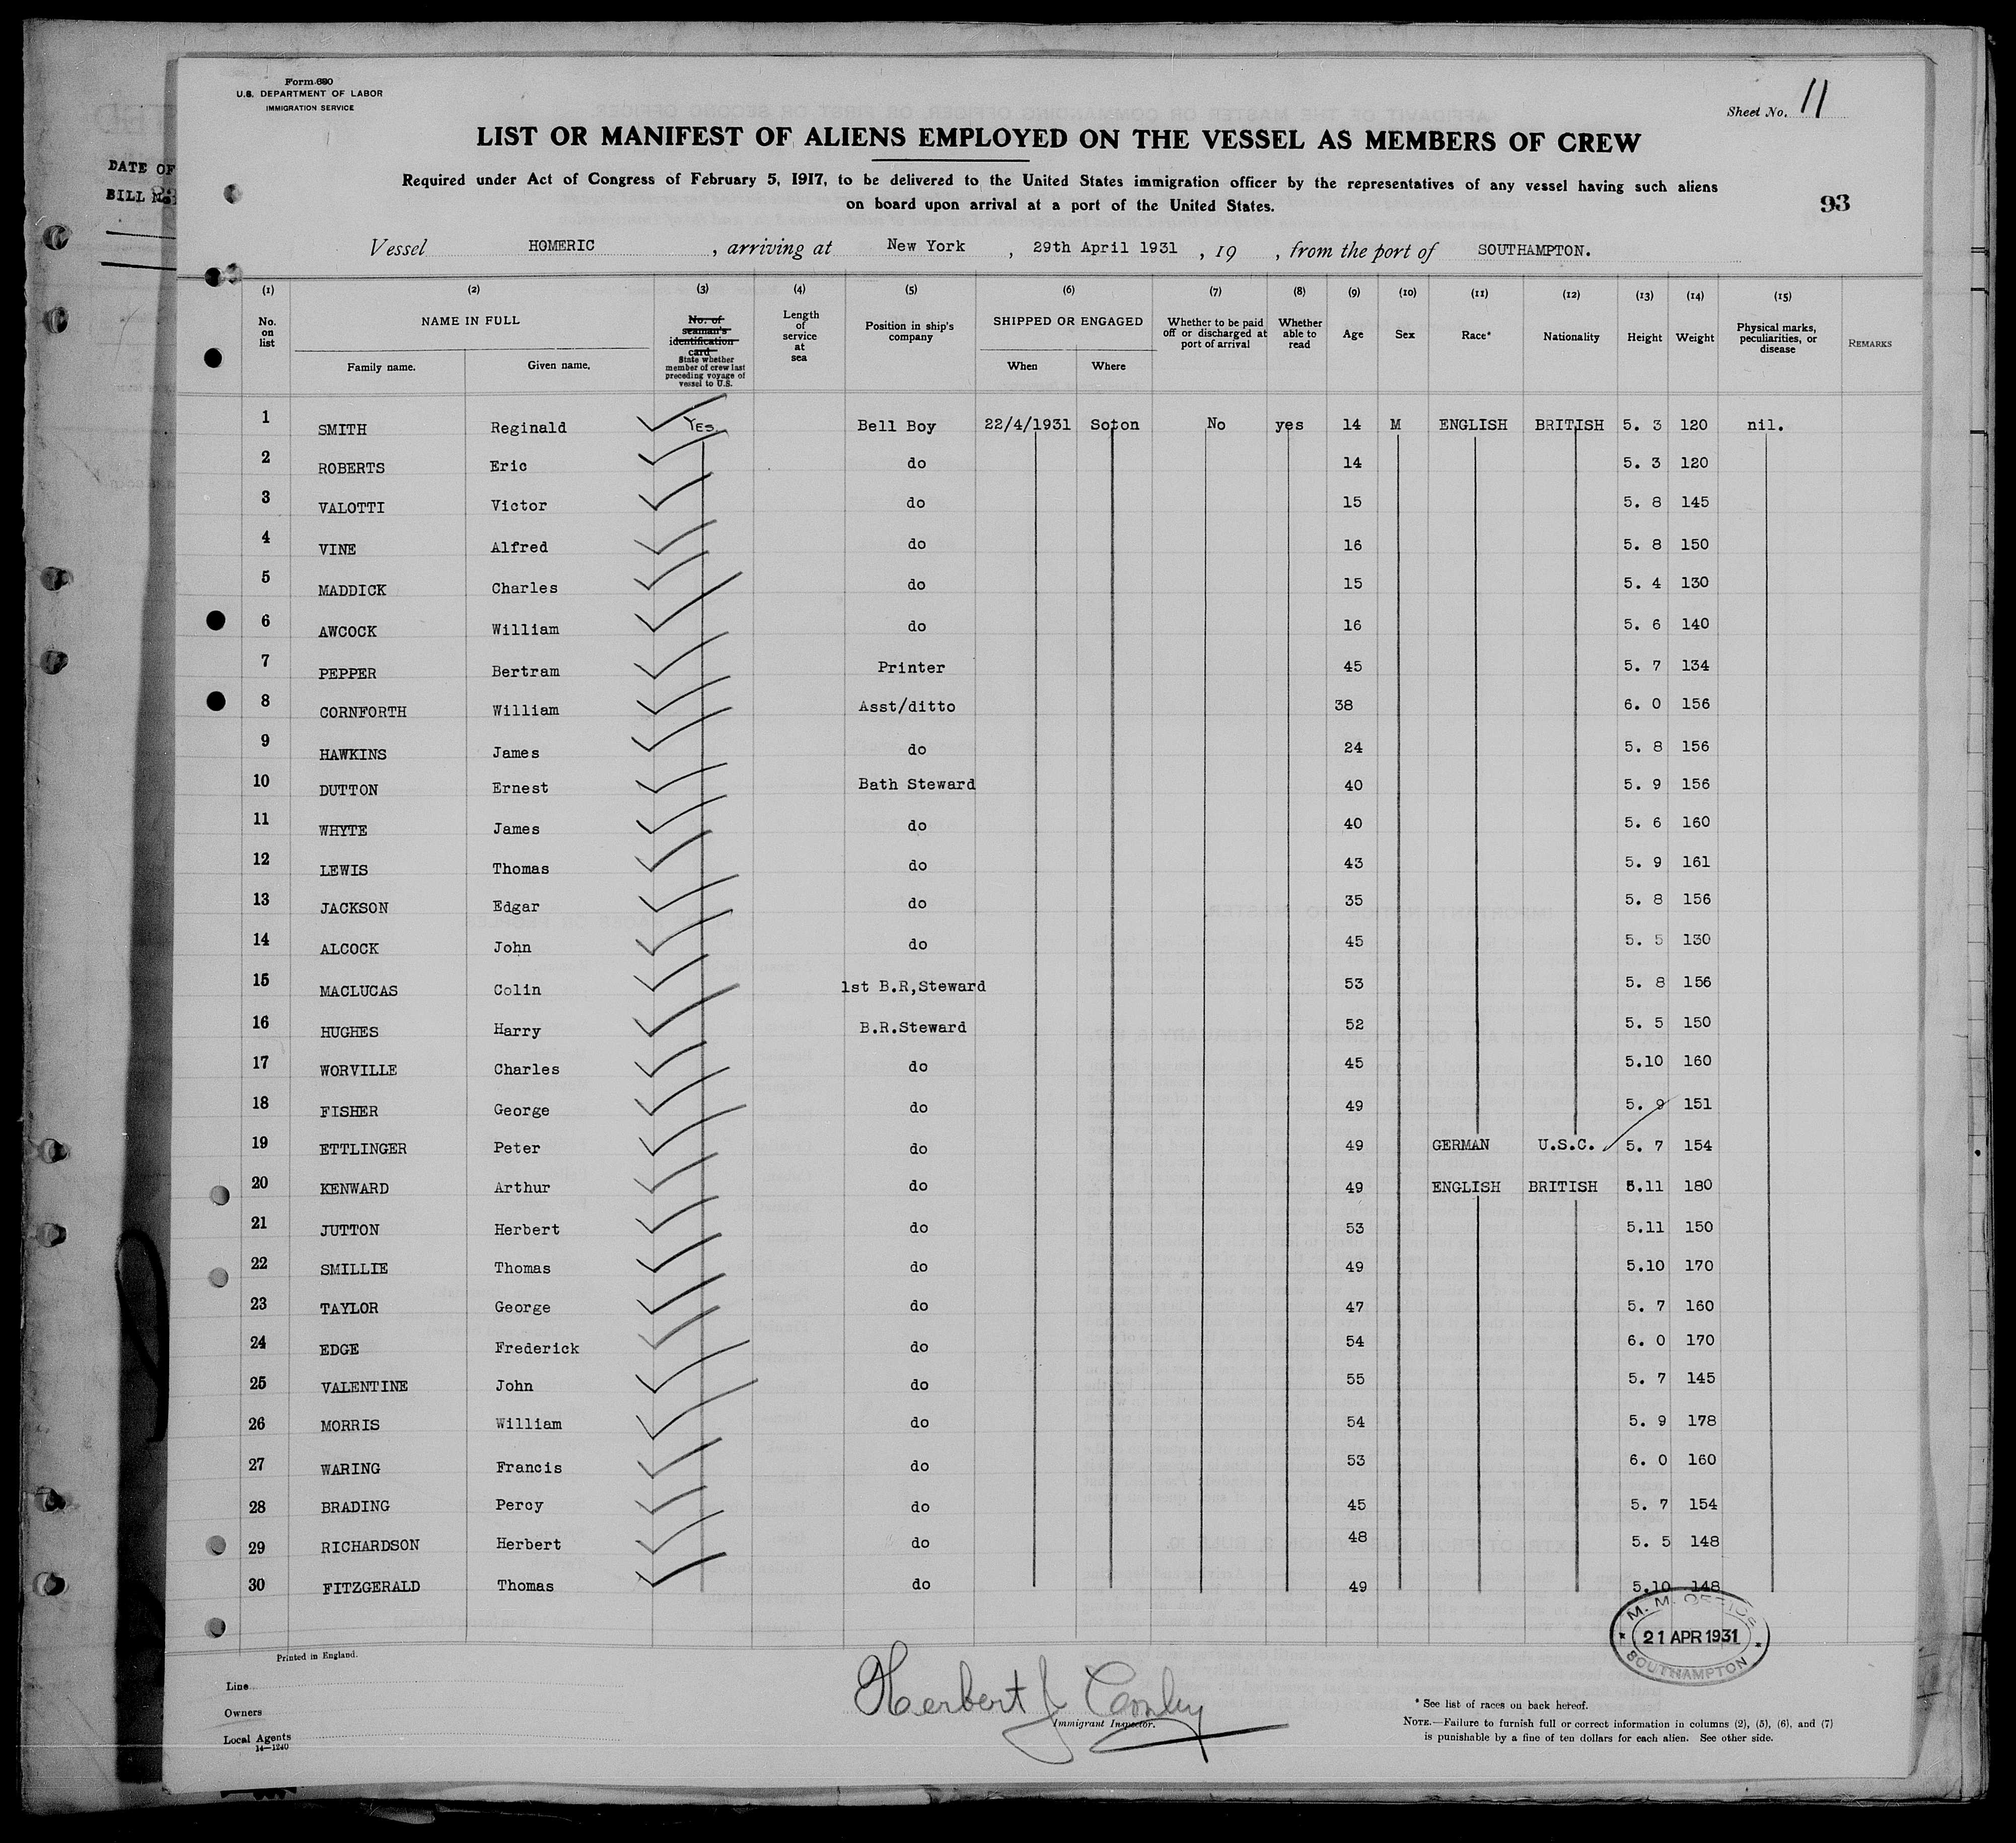 Form 680
U.S. DEPARTMENT OF LABOR
IMMIGRATION SERVICE
Sheet No. 11
LIST OR MANIFEST OF ALIENS EMPLOYED ON THE VESSEL AS MEMBERS OF CREW
Required under Act of Congress of February 5, 1917, to be delivered to the United States immigration officer by the representatives of any vessel having such aliens
on board upon arrival at a port of the United States.
93
DATE OF
BILL
Vessel HOMERIC , arriving at New York , 29th April 1931 , 19 , from the port of SOUTHAMPTON.
(1) (2) (3) (4) (5) (6) (7) (8) (9) (10) (11) (12) (13) (14) (15)
No. on list
NAME IN FULL
Family name. Given name.
No. of seaman's identification card
State whether member of crew last preceding voyage of vessel to U.S.
Length of service at sea
Position in ship's company
SHIPPED OR ENGAGED
When Where
Whether to be paid off or discharged at port of arrival
Whether able to read
Age Sex Race* Nationality Height Weight
Physical marks, peculiarities, or disease
REMARKS
1 SMITH Reginald Yes. Bell Boy 22/4/1931 Soton No yes 14 M ENGLISH BRITISH 5. 3 120 nil.
2 ROBERTS Eric do 14 5. 3 120
3 VALOTTI Victor do 15 5. 8 145
4 VINE Alfred do 16 5. 8 150
5 MADDICK Charles do 15 5. 4 130
6 AWCOCK William do 16 5. 6 140
7 PEPPER Bertram Printer 45 5. 7 134
8 CORNFORTH William Asst/ditto 38 6. 0 156
9 HAWKINS James do 24 5. 8 156
10 DUTTON Ernest Bath Steward 40 5. 9 156
11 WHYTE James do 40 5. 6 160
12 LEWIS Thomas do 43 5. 9 161
13 JACKSON Edgar do 35 5. 8 156
14 ALCOCK John do 45 5. 5 130
15 MACLUCAS Colin 1st B.R,Steward 53 5. 8 156
16 HUGHES Harry B.R.Steward 52 5. 5 150
17 WORVILLE Charles do 45 5.10 160
18 FISHER George do 49 5. 9 151
19 ETTLINGER Peter do 49 GERMAN U.S.C. 5. 7 154
20 KENWARD Arthur do 49 ENGLISH BRITISH 5.11 180
21 JUTTON Herbert do 53 5.11 150
22 SMILLIE Thomas do 49 5.10 170
23 TAYLOR George do 47 5. 7 160
24 EDGE Frederick do 54 6. 0 170
25 VALENTINE John do 55 5. 7 145
26 MORRIS William do 54 5. 9 178
27 WARING Francis do 53 6. 0 160
28 BRADING Percy do 45 5. 7 154
29 RICHARDSON Herbert do 48 5. 5 148
30 FITZGERALD Thomas do 49 5.10 148
M. M. OFFICE
21 APR 1931
SOUTHAMPTON
Printed in England.
Line
Owners
Local Agents
14—1240
Herbert J
Immigrant Inspector.
* See list of races on back hereof.
NOTE.—Failure to furnish full or correct information in columns (2), (5), (6), and (7)
is punishable by a fine of ten dollars for each alien. See other side.